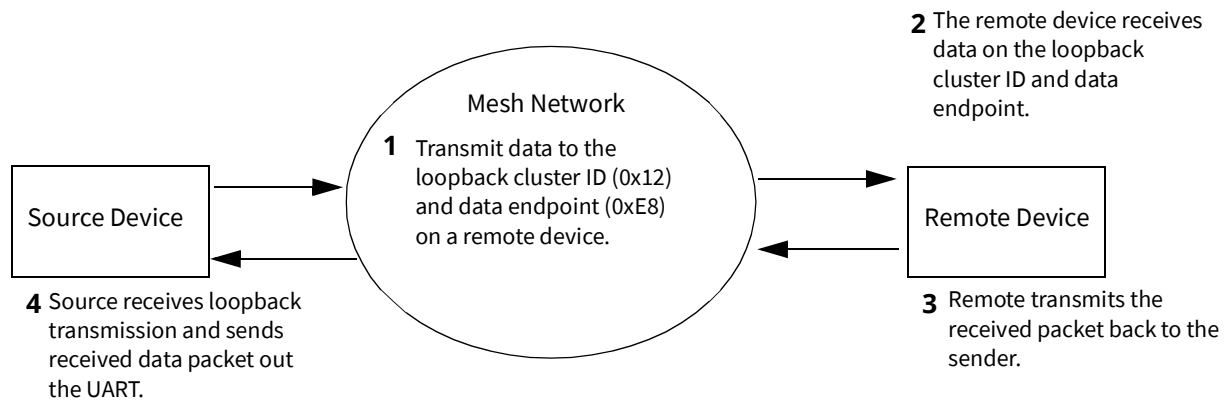 2 The remote device receives
data on the loopback
cluster ID and data
endpoint.
Mesh Network
1 Transmit data to the
loopback cluster ID (0x12)
and data endpoint (0xE8)
on a remote device.
Source Device
Remote Device
4 Source receives loopback
transmission and sends
received data packet out
the UART.
3 Remote transmits the
received packet back to the
sender.